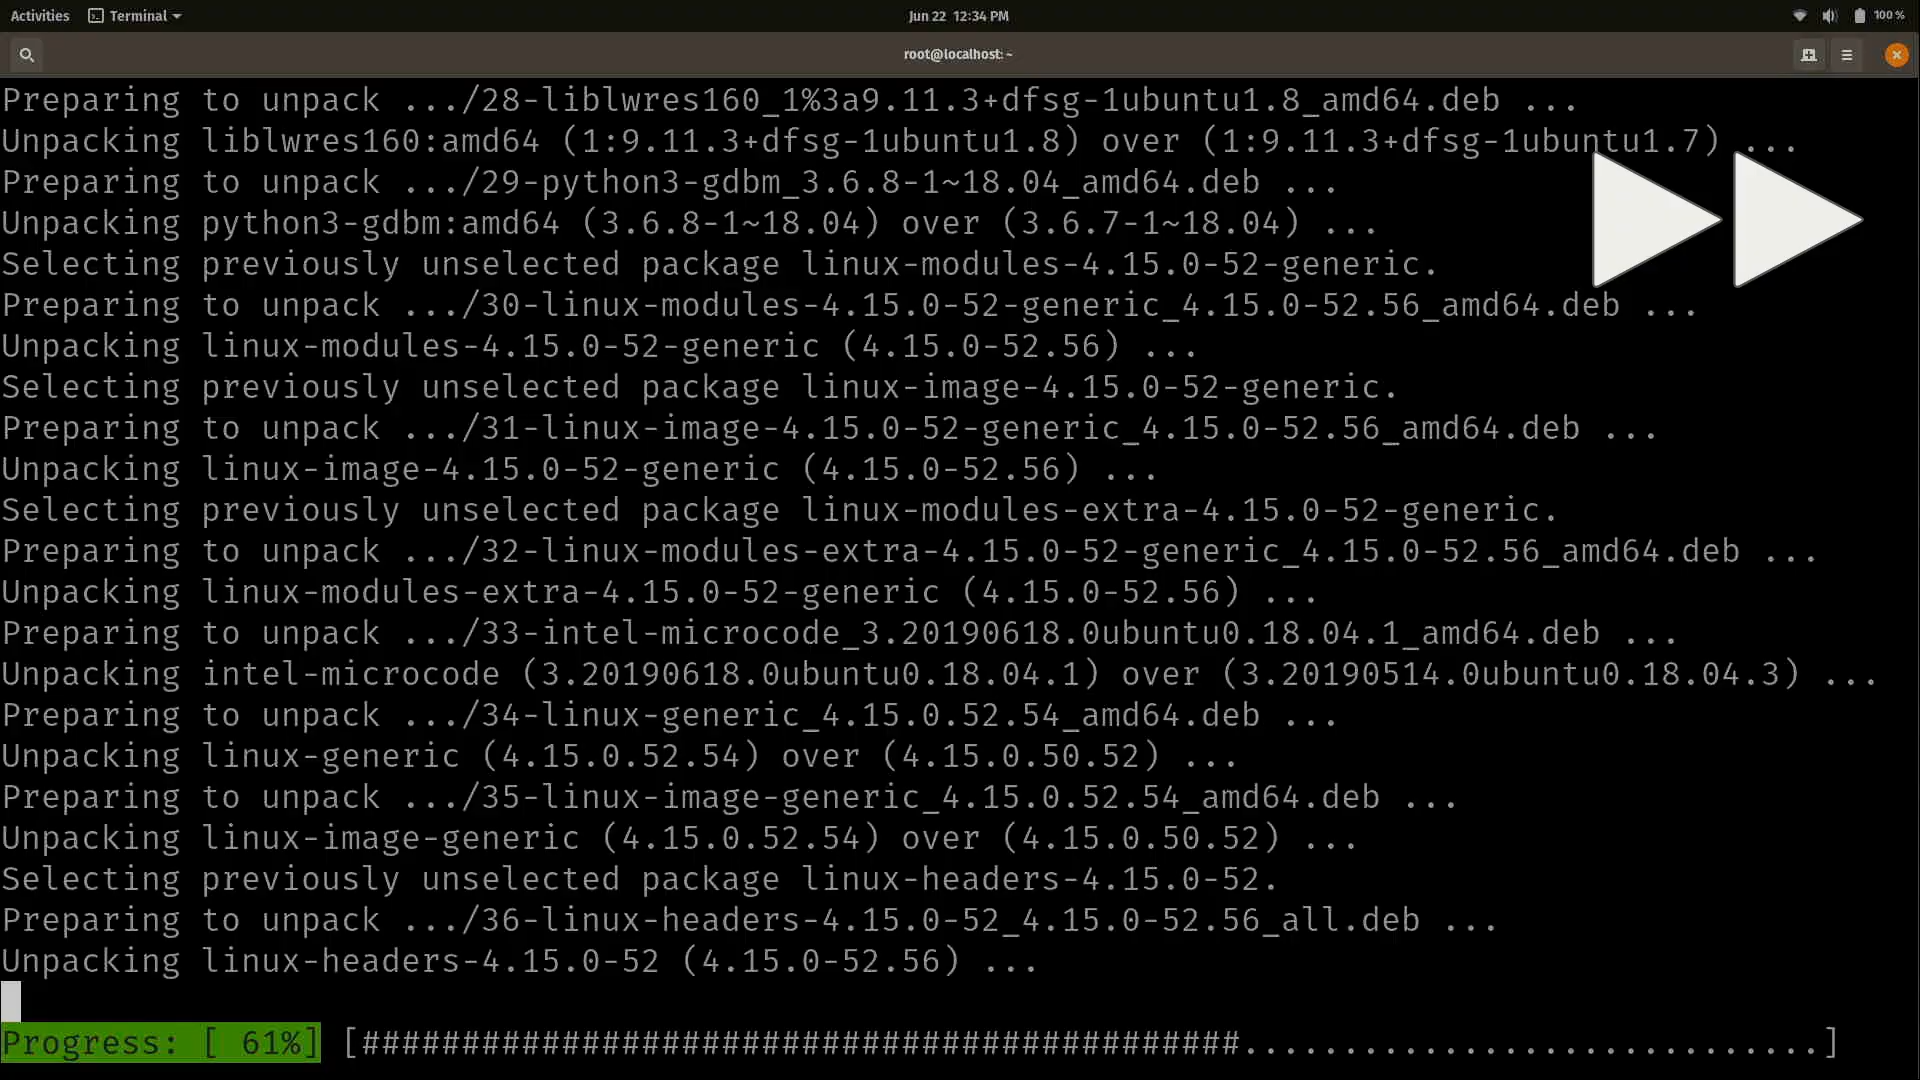 Activities Terminal Jun 22 12:34 PM 100 %
root@localhost: ~
Preparing to unpack .../28-liblwres160_1%3a9.11.3+dfsg-1ubuntu1.8_amd64.deb ...
Unpacking liblwres160:amd64 (1:9.11.3+dfsg-1ubuntu1.8) over (1:9.11.3+dfsg-1ubuntu1.7) ...
Preparing to unpack .../29-python3-gdbm_3.6.8-1~18.04_amd64.deb ...
Unpacking python3-gdbm:amd64 (3.6.8-1~18.04) over (3.6.7-1~18.04) ...
Selecting previously unselected package linux-modules-4.15.0-52-generic.
Preparing to unpack .../30-linux-modules-4.15.0-52-generic_4.15.0-52.56_amd64.deb ...
Unpacking linux-modules-4.15.0-52-generic (4.15.0-52.56) ...
Selecting previously unselected package linux-image-4.15.0-52-generic.
Preparing to unpack .../31-linux-image-4.15.0-52-generic_4.15.0-52.56_amd64.deb ...
Unpacking linux-image-4.15.0-52-generic (4.15.0-52.56) ...
Selecting previously unselected package linux-modules-extra-4.15.0-52-generic.
Preparing to unpack .../32-linux-modules-extra-4.15.0-52-generic_4.15.0-52.56_amd64.deb ...
Unpacking linux-modules-extra-4.15.0-52-generic (4.15.0-52.56) ...
Preparing to unpack .../33-intel-microcode_3.20190618.0ubuntu0.18.04.1_amd64.deb ...
Unpacking intel-microcode (3.20190618.0ubuntu0.18.04.1) over (3.20190514.0ubuntu0.18.04.3) ...
Preparing to unpack .../34-linux-generic_4.15.0.52.54_amd64.deb ...
Unpacking linux-generic (4.15.0.52.54) over (4.15.0.50.52) ...
Preparing to unpack .../35-linux-image-generic_4.15.0.52.54_amd64.deb ...
Unpacking linux-image-generic (4.15.0.52.54) over (4.15.0.50.52) ...
Selecting previously unselected package linux-headers-4.15.0-52.
Preparing to unpack .../36-linux-headers-4.15.0-52_4.15.0-52.56_all.deb ...
Unpacking linux-headers-4.15.0-52 (4.15.0-52.56) ...
Progress: [ 61%] [############################################.............................]